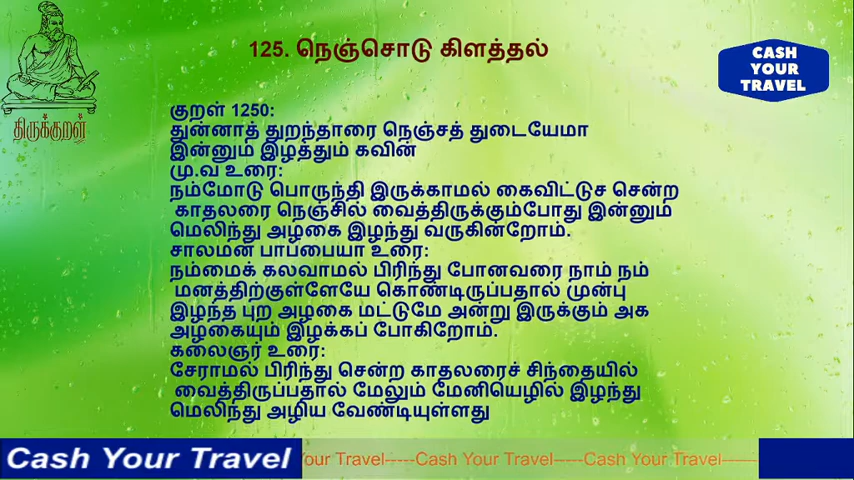 125. நெஞ்சொடு கிளத்தல்
CASH
YOUR
TRAVEL
திருக்குறள்
குறள் 1250:
துன்னாத் துறந்தாரை நெஞ்சத் துடையேமா
இன்னும் இழத்தும் கவின்
மு.வ உரை:
நம்மோடு பொருந்தி இருக்காமல் கைவிட்டுச் சென்ற
காதலரை நெஞ்சில் வைத்திருக்கும்போது இன்னும்
மெலிந்து அழகை இழந்து வருகின்றோம்.
சாலமன் பாப்பையா உரை:
நம்மைக் கலவாமல் பிரிந்து போனவரை நாம் நம்
மனத்திற்குள்ளேயே கொண்டிருப்பதால் முன்பு
இழந்த புற அழகை மட்டுமே அன்று இருக்கும் அக
அழகையும் இழக்கப் போகிறோம்.
கலைஞர் உரை:
சேராமல் பிரிந்து சென்ற காதலரைச் சிந்தையில்
வைத்திருப்பதால் மேலும் மேனியெழில் இழந்து
மெலிந்து அழிய வேண்டியுள்ளது
Cash Your Travel
Your Travel-----Cash Your Travel-----Cash Your Travel------